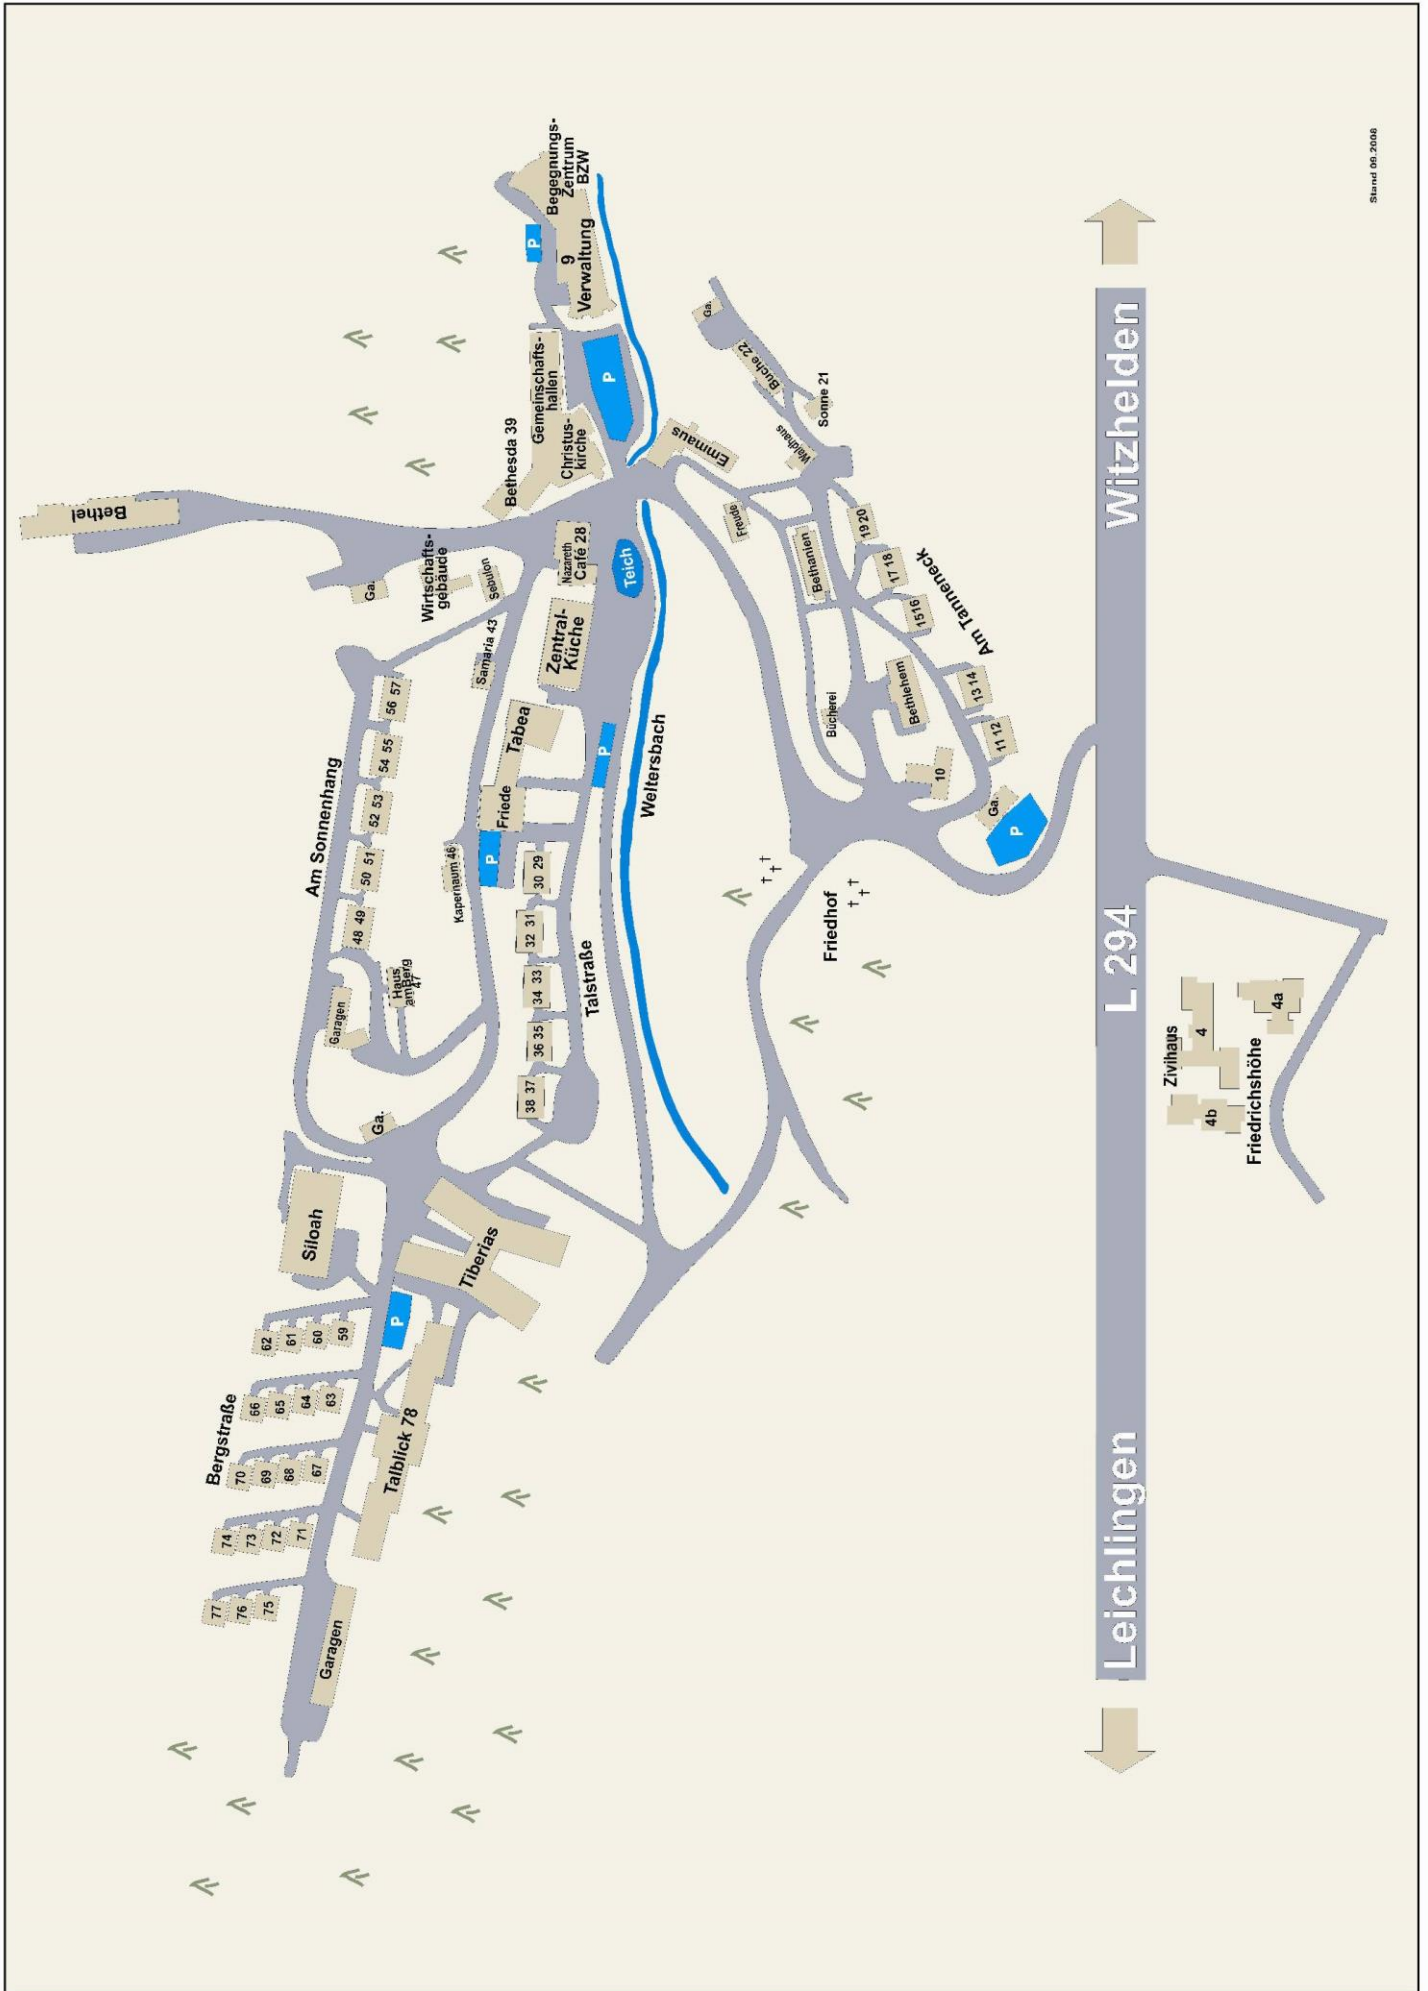 Bethel
Begegnungs-
Zentrum
BZW
9
Verwaltung
P
Gemeinschafts-
hallen
Christus-
kirche
Bethesda 39
P
Ga.
Wirtschafts-
gebäude
Sebulon
Nazareth
Café 28
Teich
Zentral-
Küche
Samaria 43
Tabea
Friede
P
P
Kapernaum 46
Am Sonnenhang
56 57
54 55
52 53
50 51
48 49
Haus
amBerg
47
Garagen
Ga.
30 29
32 31
34 33
36 35
38 37
Talstraße
Weltersbach
Siloah
Tiberias
P
Talblick 78
Bergstraße
62
61
60
59
66
65
64
63
70
69
68
67
74
73
72
71
77
76
75
Garagen
Emmaus
Ga.
Buche 22
Sonne 21
Waldhaus
Freude
Bethanien
19 20
17 18
1516
13 14
11 12
Am Tanneneck
Bücherei
Bethlehem
10
Ga.
P
Friedhof
Leichlingen
L 294
Witzhelden
Zivihaus
4
4a
4b
Friedrichshöhe
Stand 09.2008